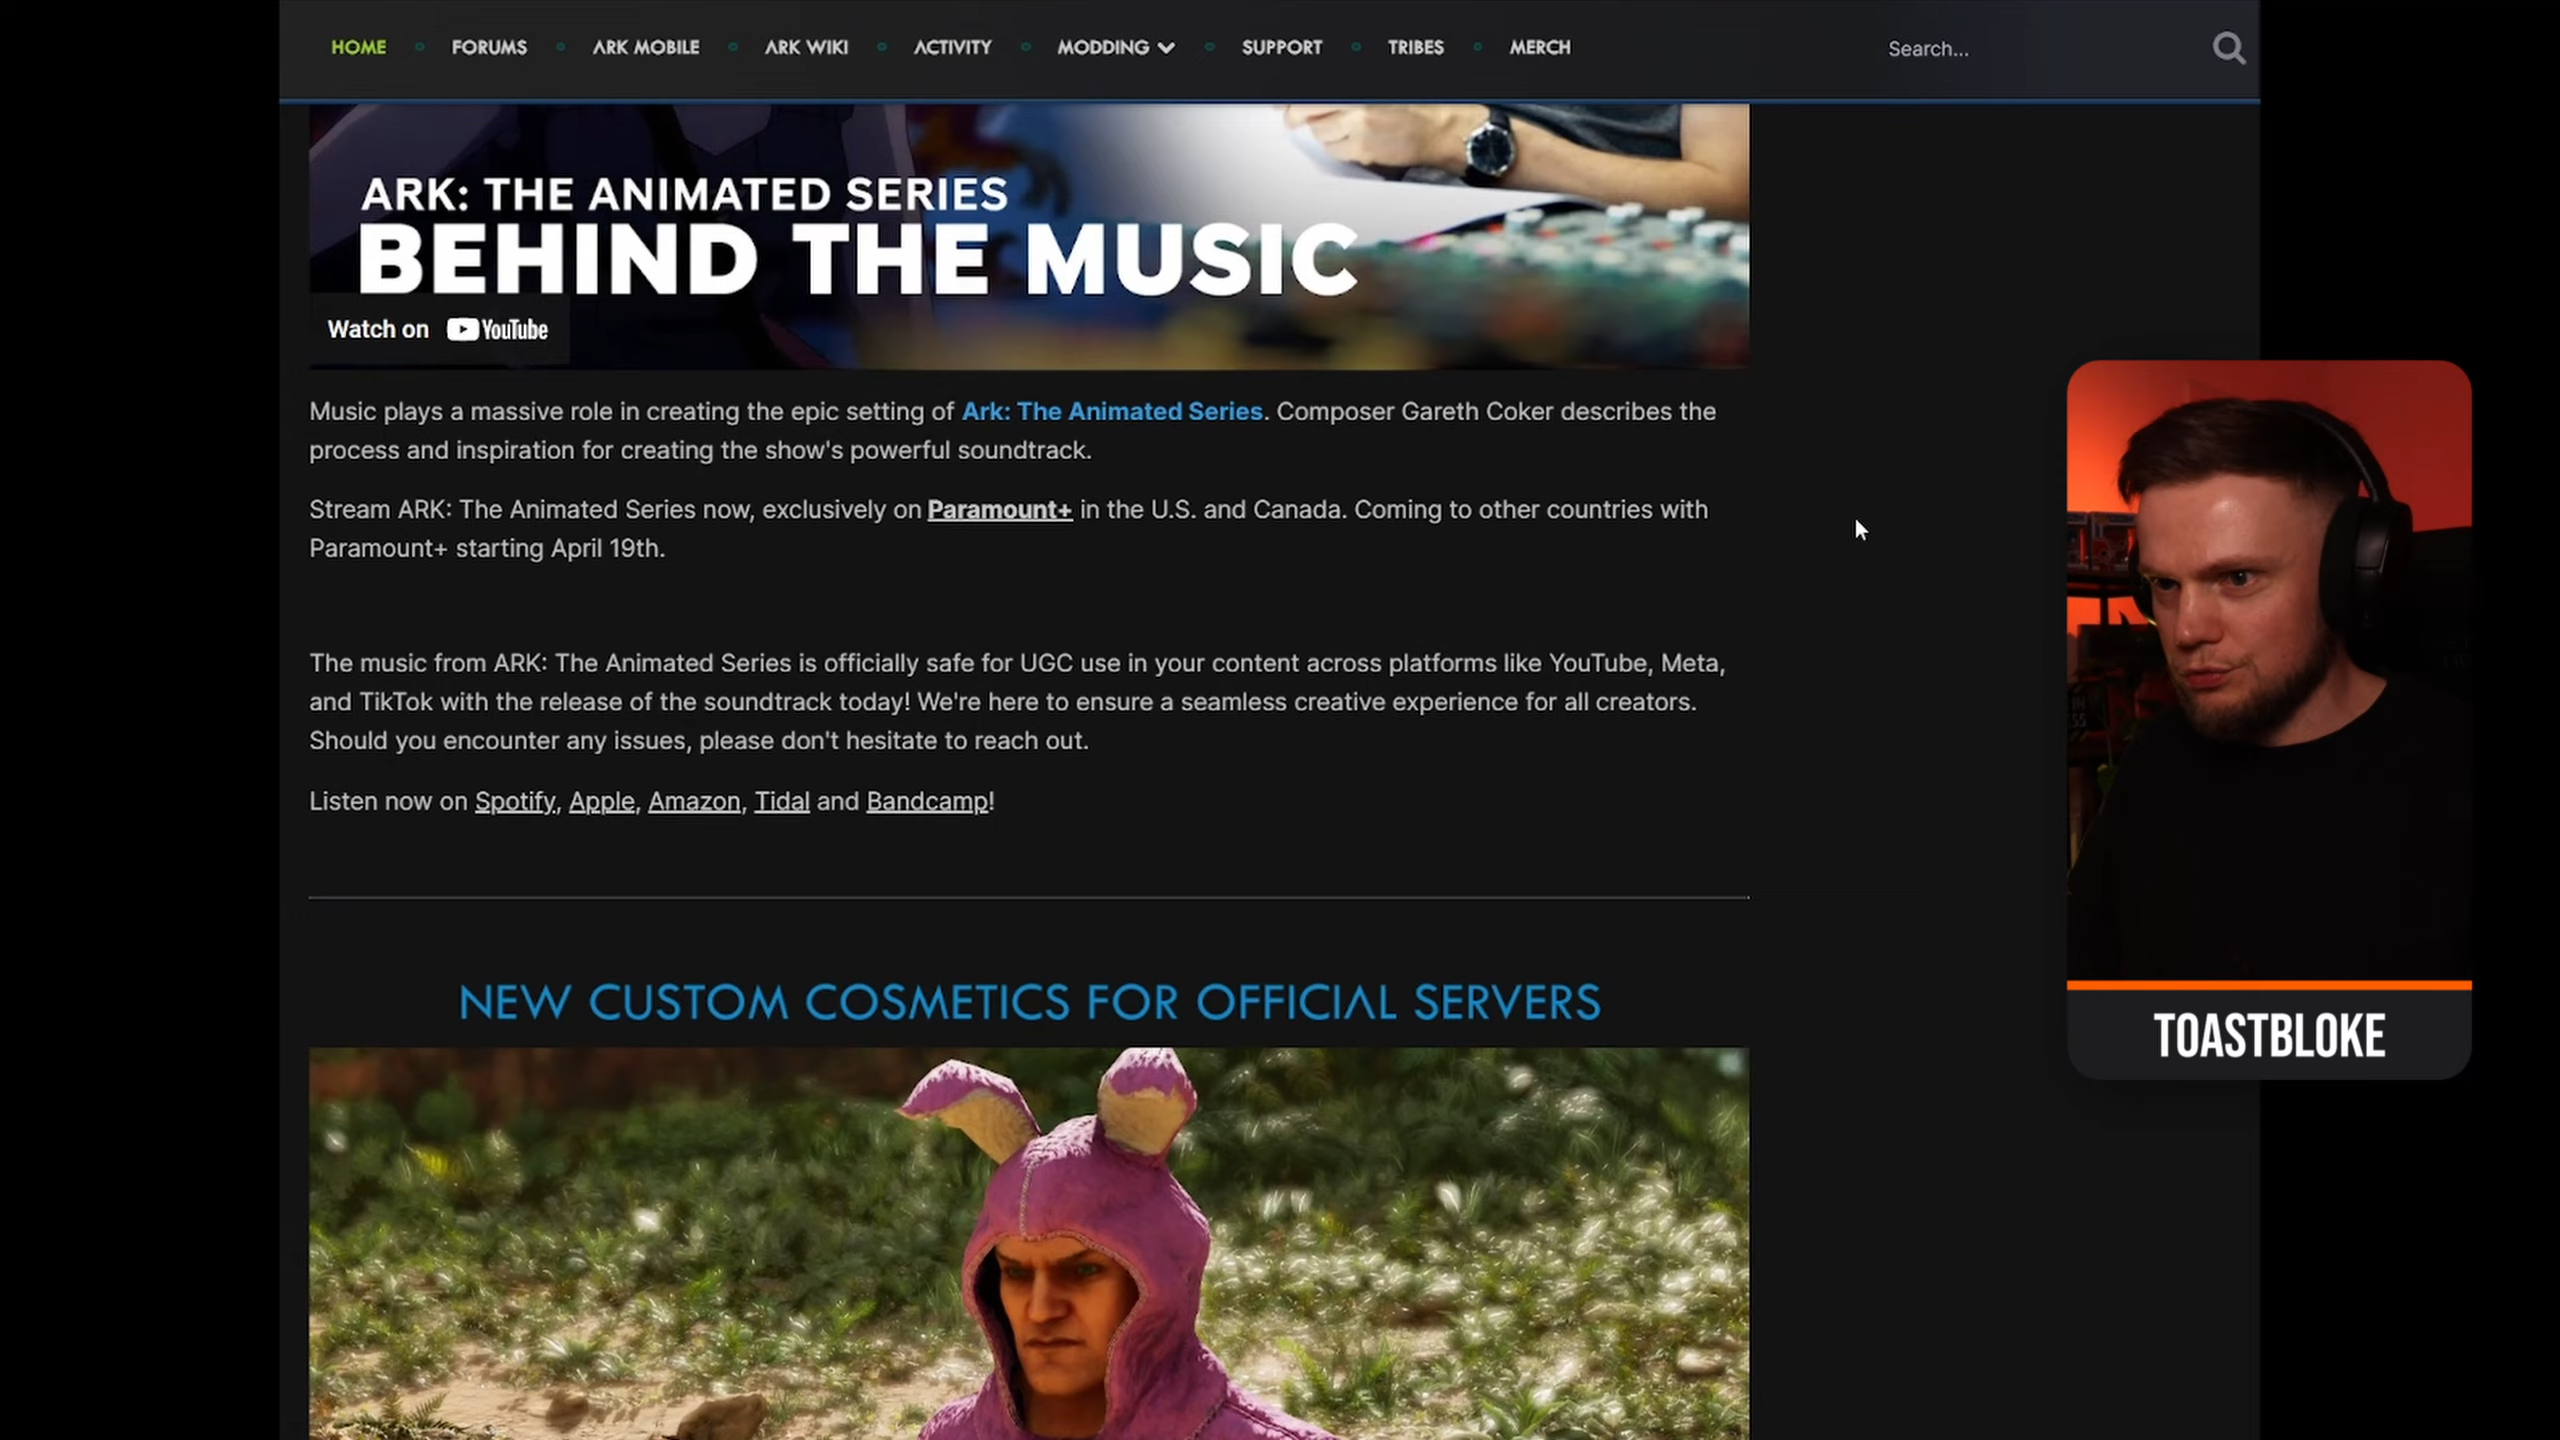 HOME FORUMS ARK MOBILE ARK WIKI ACTIVITY MODDING SUPPORT TRIBES MERCH Search...
ARK: THE ANIMATED SERIES
BEHIND THE MUSIC
Watch on YouTube
Music plays a massive role in creating the epic setting of Ark: The Animated Series. Composer Gareth Coker describes the
process and inspiration for creating the show's powerful soundtrack.
Stream ARK: The Animated Series now, exclusively on Paramount+ in the U.S. and Canada. Coming to other countries with
Paramount+ starting April 19th.
The music from ARK: The Animated Series is officially safe for UGC use in your content across platforms like YouTube, Meta,
and TikTok with the release of the soundtrack today! We're here to ensure a seamless creative experience for all creators.
Should you encounter any issues, please don't hesitate to reach out.
Listen now on Spotify, Apple, Amazon, Tidal and Bandcamp!
NEW CUSTOM COSMETICS FOR OFFICIAL SERVERS
TOASTBLOKE